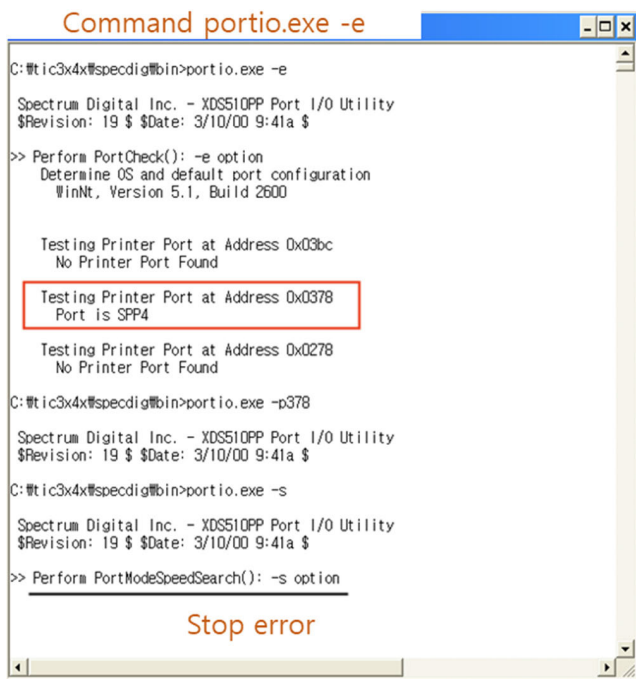 Command portio.exe -e
C:₩tic3x4x₩specdig₩bin>portio.exe -e
Spectrum Digital Inc. - XDS510PP Port I/O Utility
$Revision: 19 $ $Date: 3/10/00 9:41a $
>> Perform PortCheck(): -e option
Determine OS and default port configuration
WinNt, Version 5.1, Build 2600
Testing Printer Port at Address 0x03bc
No Printer Port Found
Testing Printer Port at Address 0x0378
Port is SPP4
Testing Printer Port at Address 0x0278
No Printer Port Found
C:₩tic3x4x₩specdig₩bin>portio.exe -p378
Spectrum Digital Inc. - XDS510PP Port I/O Utility
$Revision: 19 $ $Date: 3/10/00 9:41a $
C:₩tic3x4x₩specdig₩bin>portio.exe -s
Spectrum Digital Inc. - XDS510PP Port I/O Utility
$Revision: 19 $ $Date: 3/10/00 9:41a $
>> Perform PortModeSpeedSearch(): -s option
Stop error